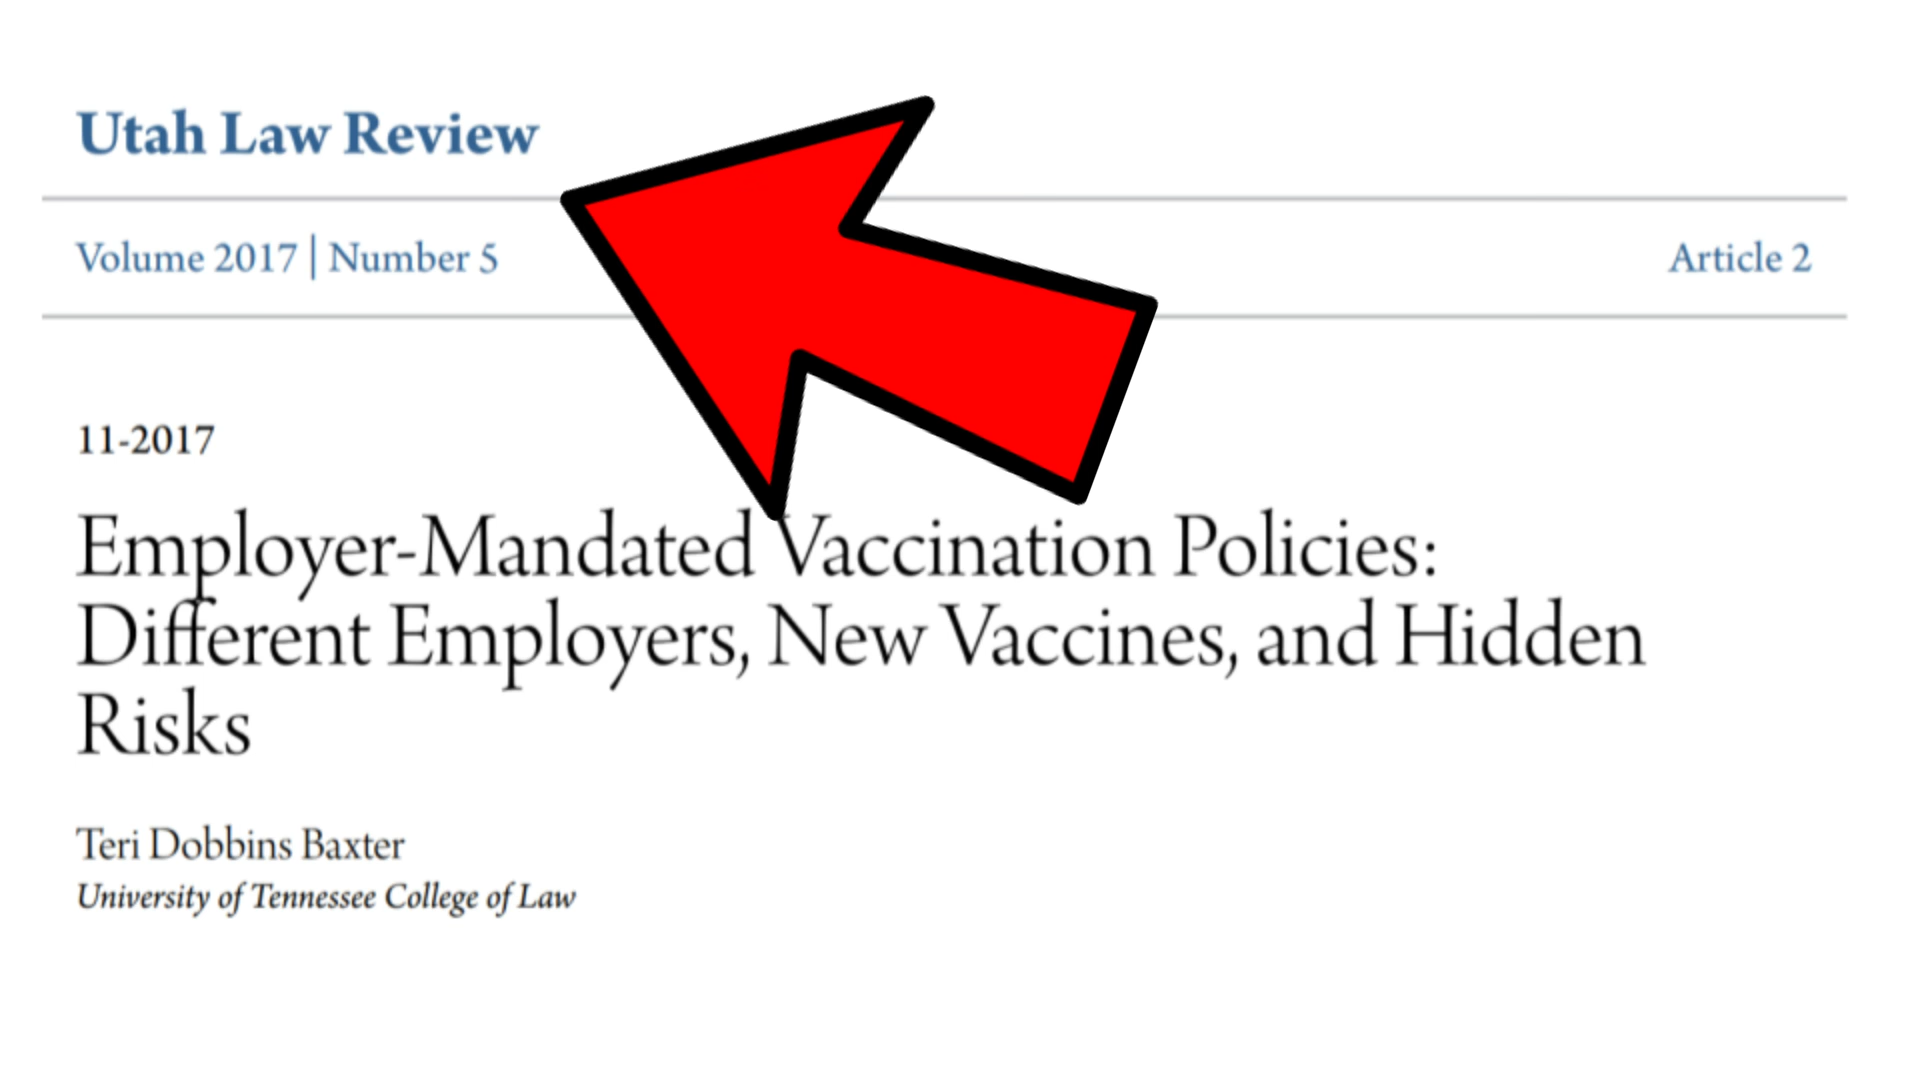 Utah Law Review
Volume 2017 | Number 5
Article 2
11-2017
Employer-Mandated Vaccination Policies:
Different Employers, New Vaccines, and Hidden
Risks
Teri Dobbins Baxter
University of Tennessee College of Law